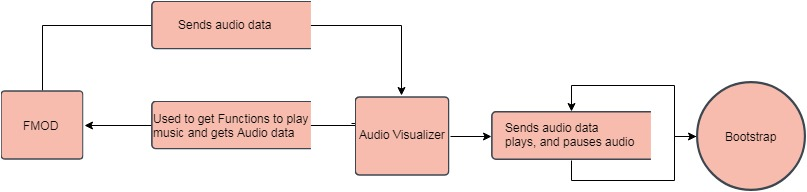 Sends audio data
FMOD
Used to get Functions to play
music and gets Audio data
Audio Visualizer
Sends audio data
plays, and pauses audio
Bootstrap